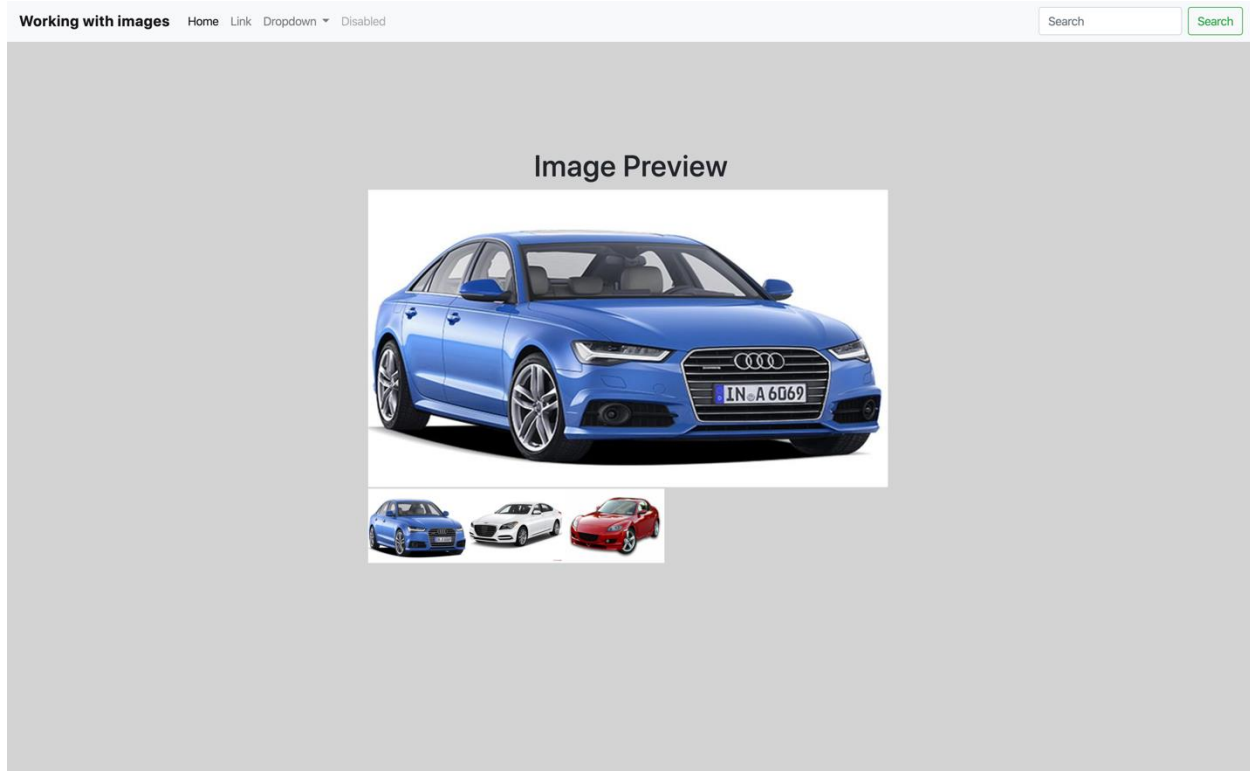 Working with images Home Link Dropdown Disabled Search Search
Image Preview
IN A 6069